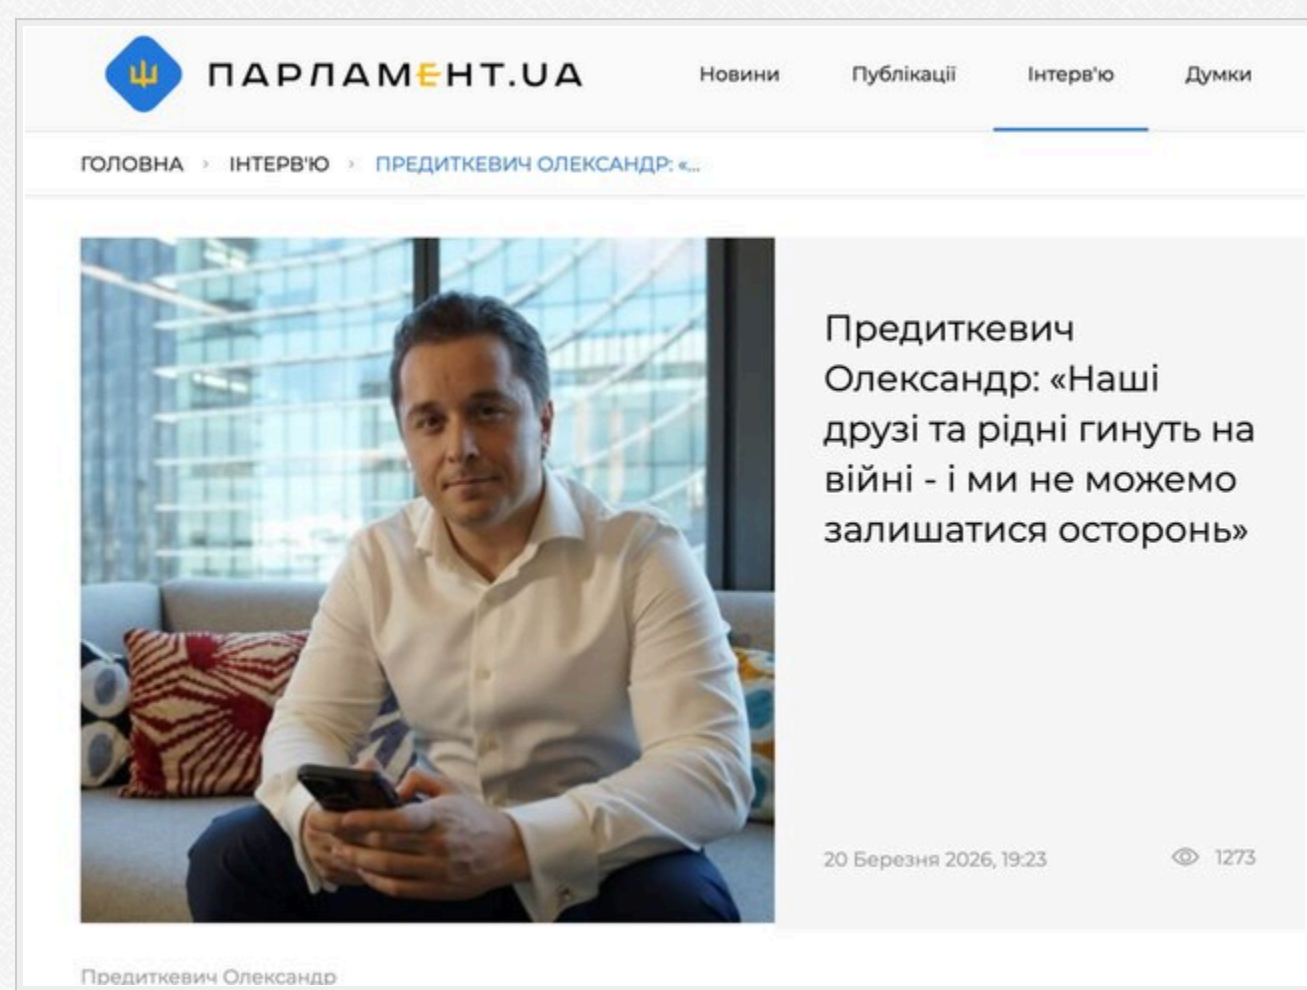 ПАРЛАМЕНТ.UA
Новини
Публікації
Інтерв'ю
Думки
ГОЛОВНА › ІНТЕРВ'Ю › ПРЕДИТКЕВИЧ ОЛЕКСАНДР: «...
Предиткевич
Олександр: «Наші
друзі та рідні гинуть на
війні - і ми не можемо
залишатися осторонь»
20 Березня 2026, 19:23
1273
Предиткевич Олександр